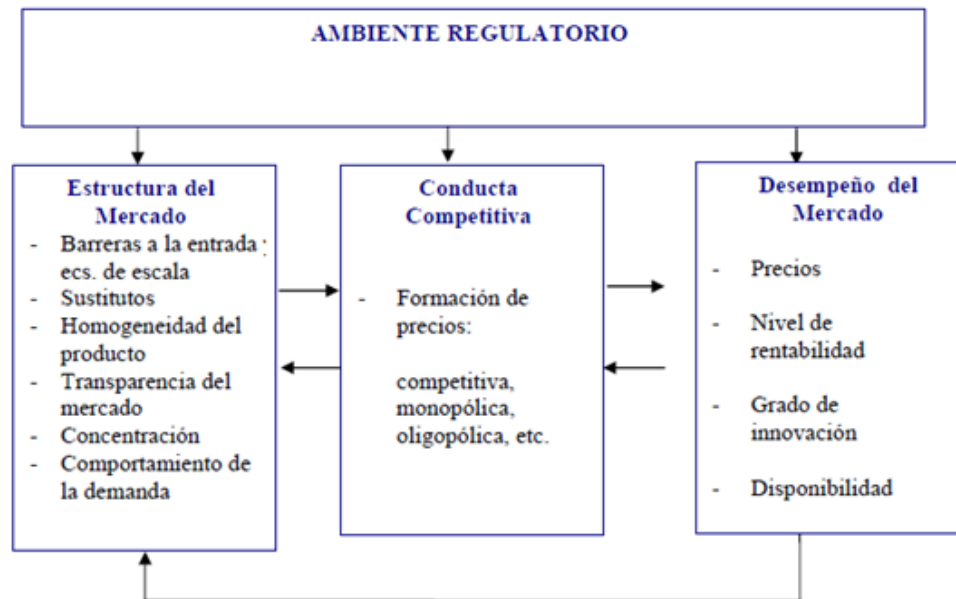 AMBIENTE REGULATORIO
Estructura del
Mercado
- Barreras a la entrada y
ecs. de escala
- Sustitutos
- Homogeneidad del
producto
- Transparencia del
mercado
- Concentración
- Comportamiento de
la demanda
Conducta
Competitiva
- Formación de
precios:
competitiva,
monopólica,
oligopólica, etc.
Desempeño del
Mercado
- Precios
- Nivel de
rentabilidad
- Grado de
innovación
- Disponibilidad